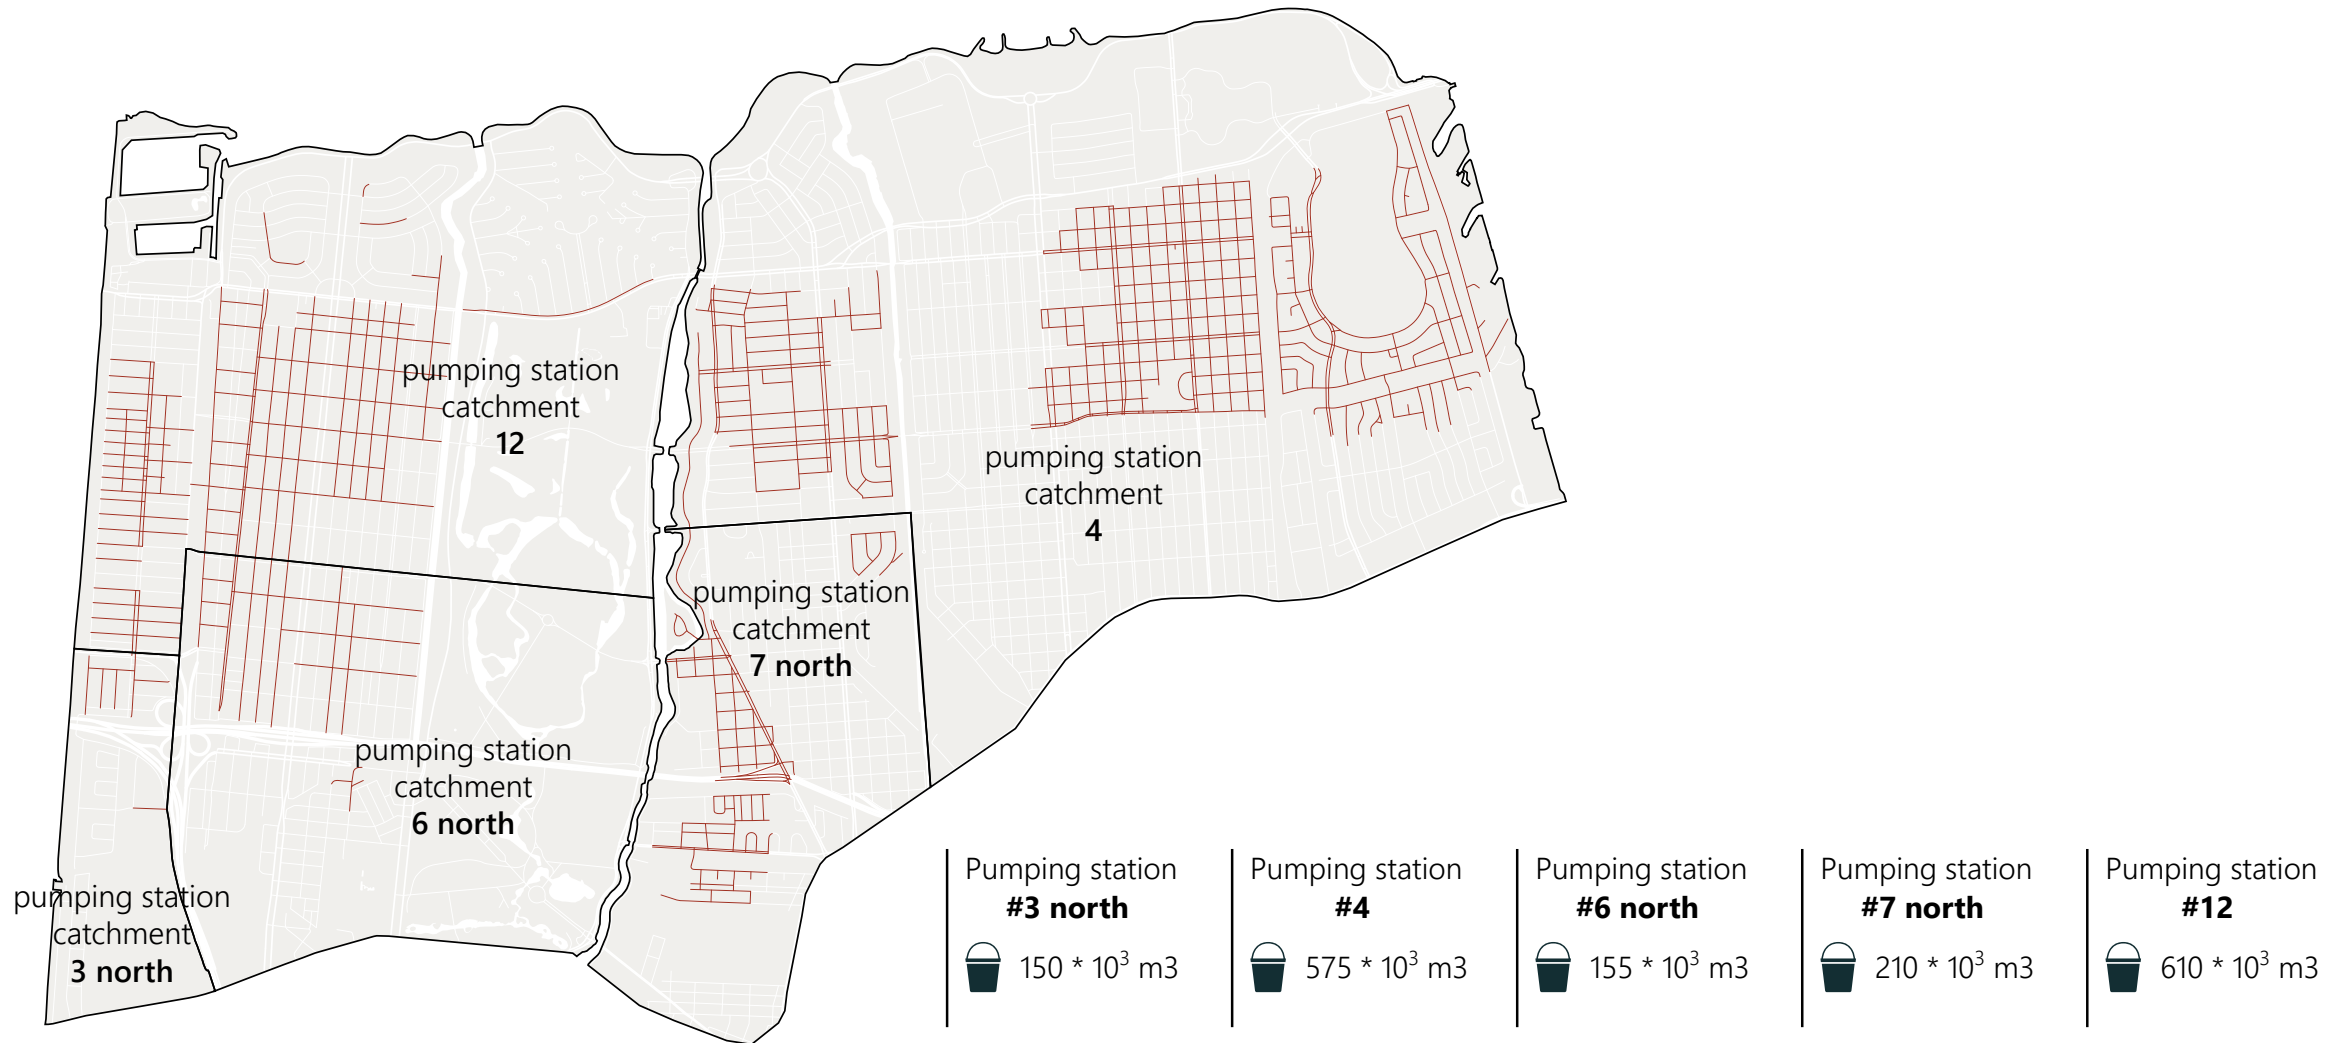 pumping station
catchment
12
pumping station
catchment
4
pumping station
catchment
7 north
pumping station
catchment
6 north
pumping station
catchment
3 north
Pumping station
#3 north
150 * 10³ m3
Pumping station
#4
575 * 10³ m3
Pumping station
#6 north
155 * 10³ m3
Pumping station
#7 north
210 * 10³ m3
Pumping station
#12
610 * 10³ m3